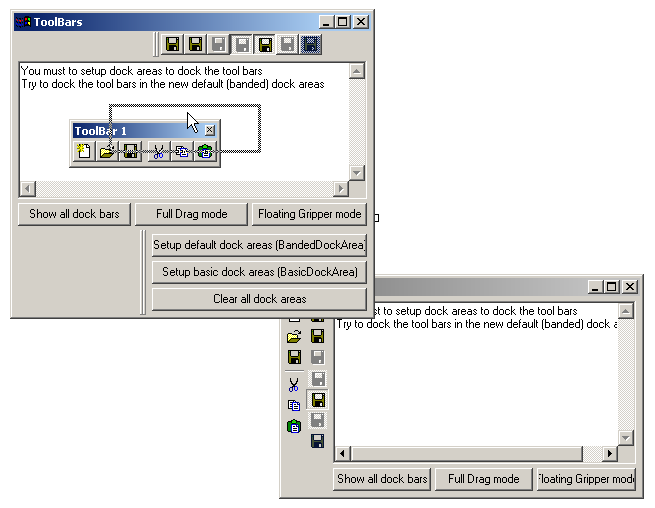 ToolBars
You must to setup dock areas to dock the tool bars
Try to dock the tool bars in the new default (banded) dock areas
ToolBar 1
Show all dock bars
Full Drag mode
Floating Gripper mode
Setup default dock areas (BandedDockArea)
Setup basic dock areas (BasicDockArea)
Clear all dock areas
st to setup dock areas to dock the tool bars
Try to dock the tool bars in the new default (banded) dock a
Show all dock bars
Full Drag mode
Floating Gripper mode